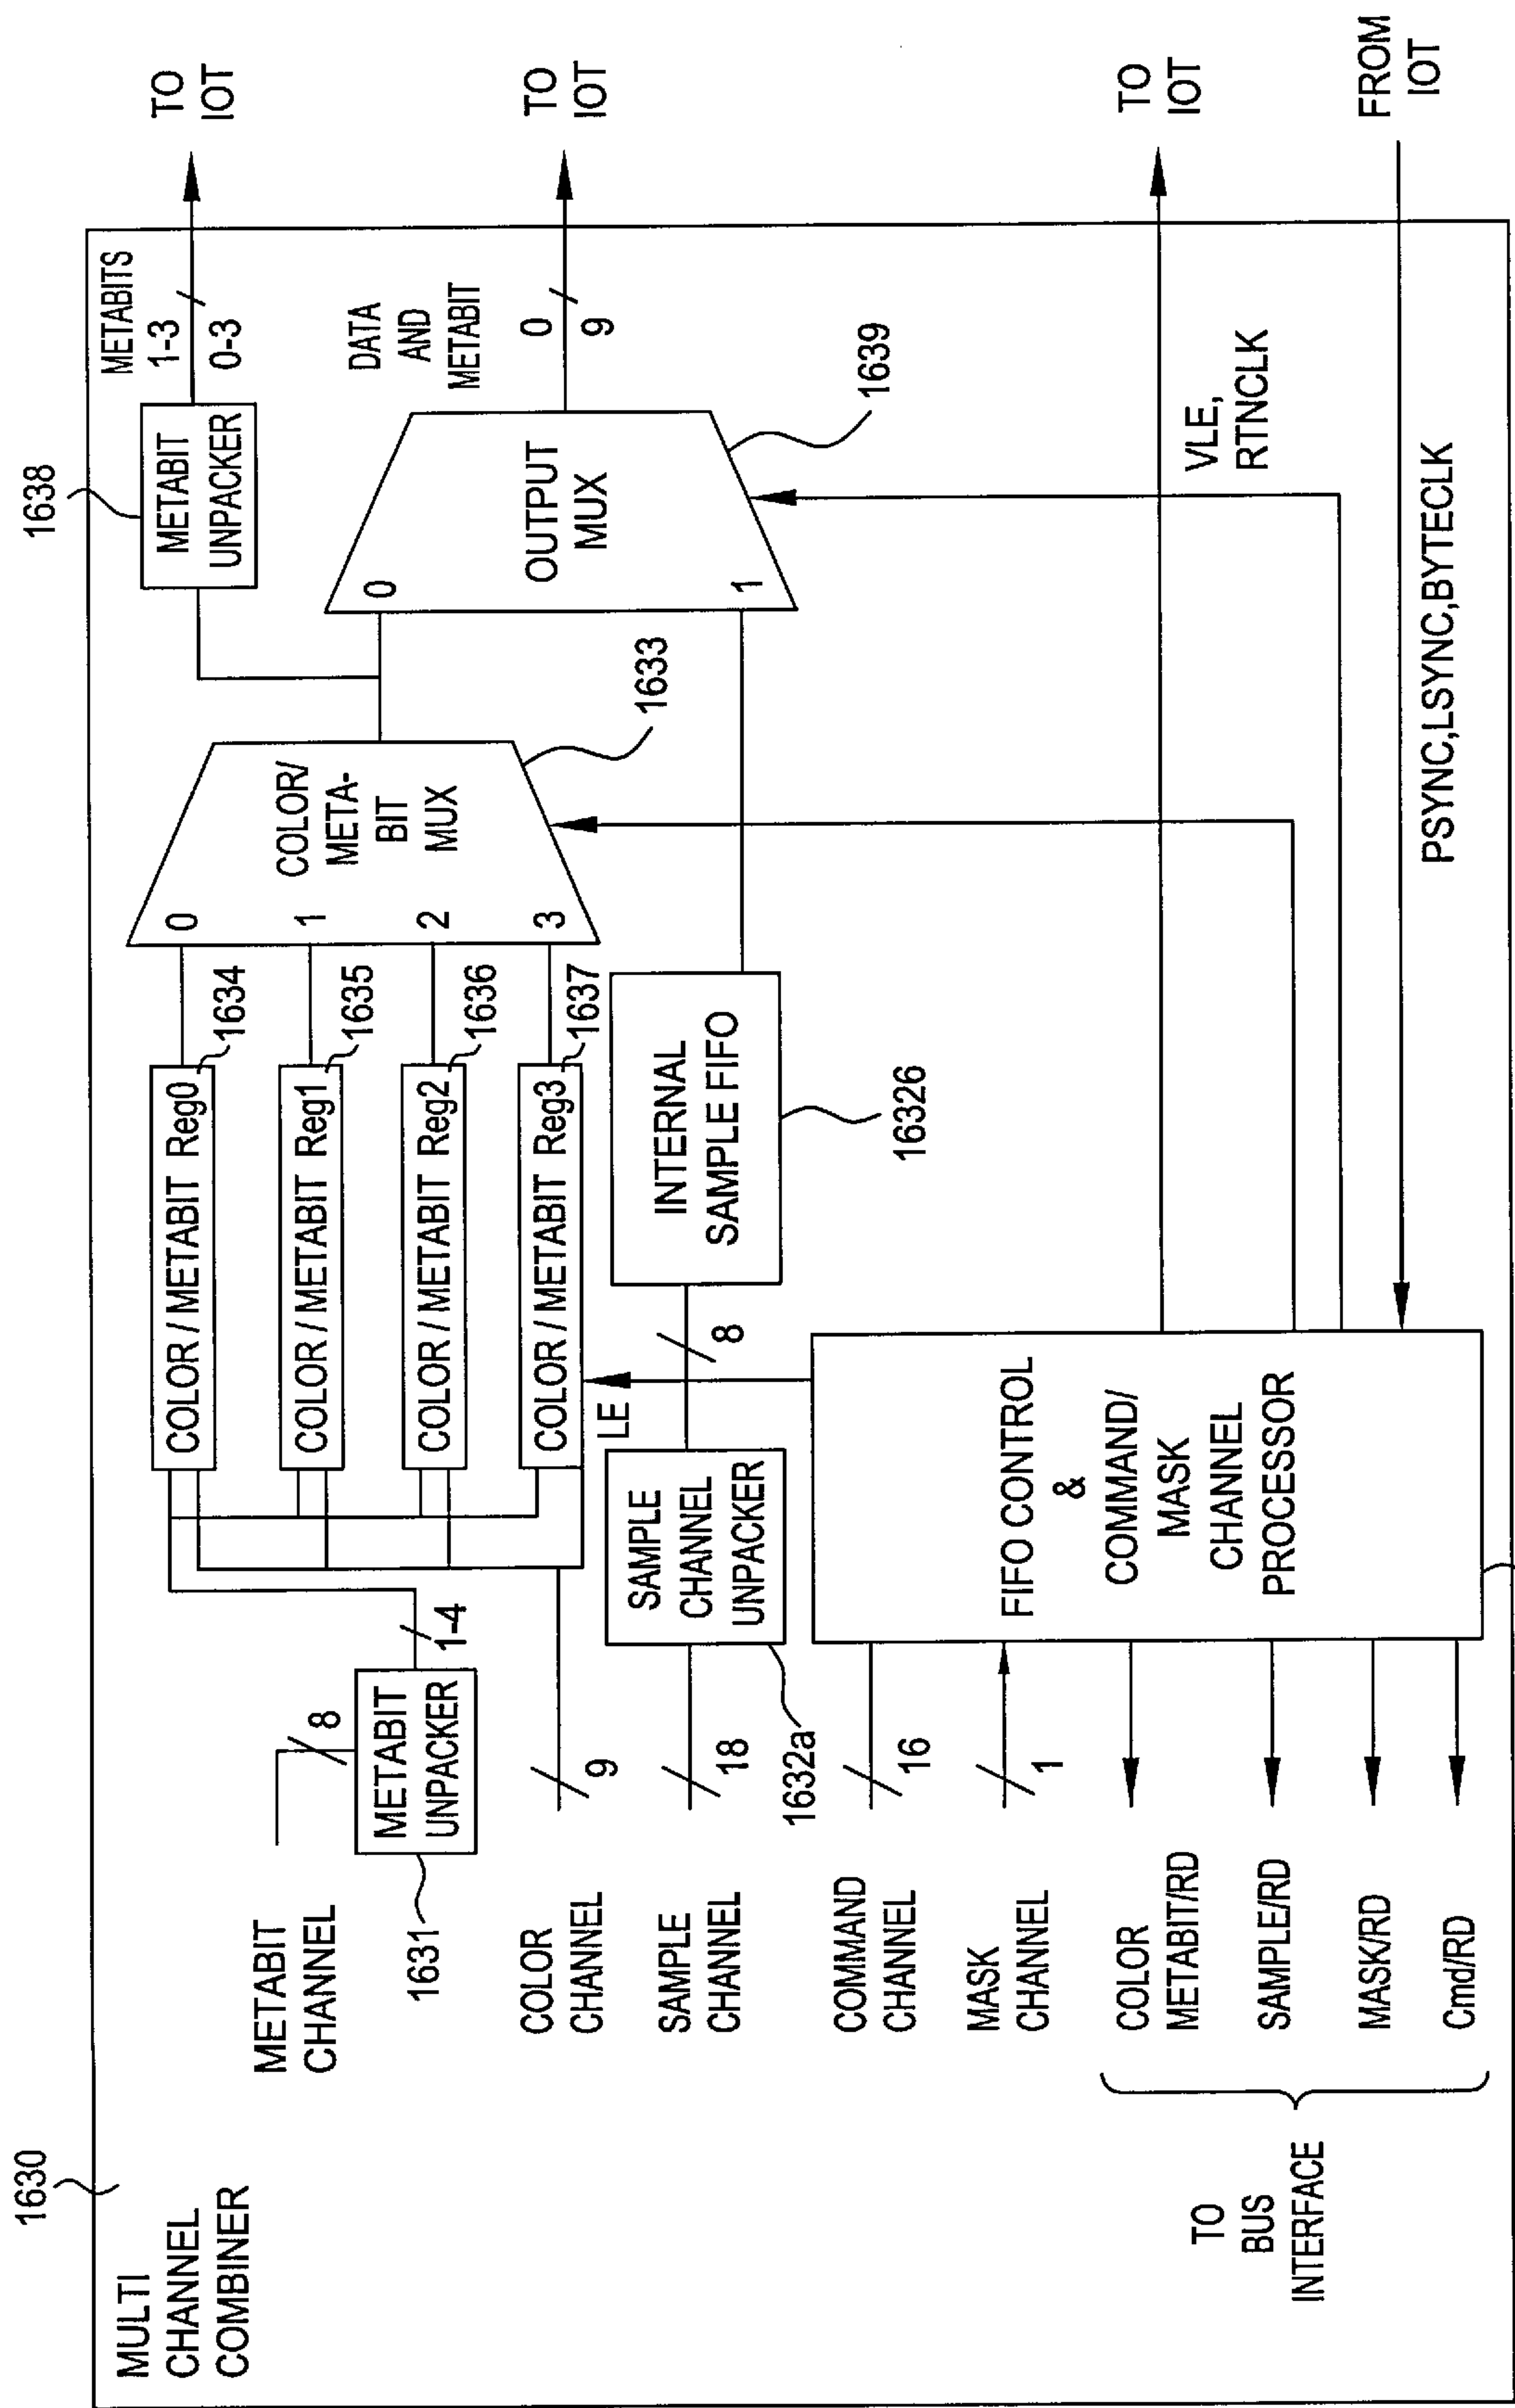 1630
MULTI
CHANNEL
COMBINER
METABIT
CHANNEL
8
METABIT
UNPACKER
1631
1-4
COLOR
CHANNEL
9
SAMPLE
CHANNEL
18
SAMPLE
CHANNEL
UNPACKER
1632a
8
INTERNAL
SAMPLE FIFO
16326
COLOR / METABIT Reg0
1634
COLOR / METABIT Reg1
1635
COLOR / METABIT Reg2
1636
COLOR / METABIT Reg3
1637
LE
0
1
2
3
COLOR/
META-
BIT
MUX
1633
1638
METABIT
UNPACKER
METABITS
1-3
0-3
TO
IOT
0
1
OUTPUT
MUX
1639
DATA
AND
METABIT
0
9
TO
IOT
COMMAND
CHANNEL
16
MASK
CHANNEL
1
FIFO CONTROL
&
COMMAND/
MASK
CHANNEL
PROCESSOR
COLOR
METABIT/RD
SAMPLE/RD
MASK/RD
Cmd/RD
TO
BUS
INTERFACE
VLE,
RTNCLK
TO
IOT
PSYNC,LSYNC,BYTECLK
FROM
IOT